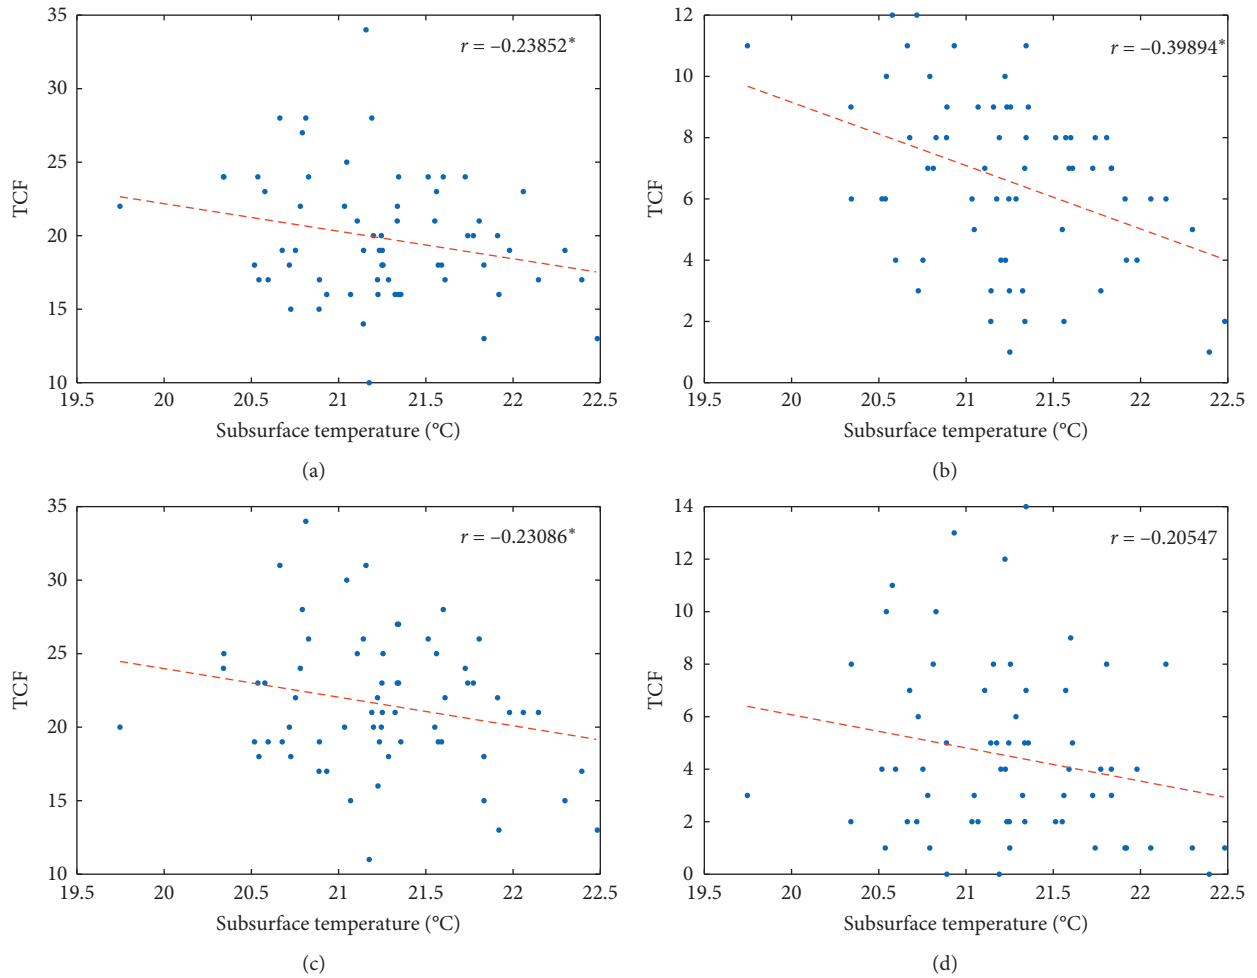 35
30
25
20
15
10
TCF
r = –0.23852*
19.5 20 20.5 21 21.5 22 22.5
Subsurface temperature (°C)
(a)
12
10
8
6
4
2
0
TCF
r = –0.39894*
19.5 20 20.5 21 21.5 22 22.5
Subsurface temperature (°C)
(b)
35
30
25
20
15
10
TCF
r = –0.23086*
19.5 20 20.5 21 21.5 22 22.5
Subsurface temperature (°C)
(c)
14
12
10
8
6
4
2
0
TCF
r = –0.20547
19.5 20 20.5 21 21.5 22 22.5
Subsurface temperature (°C)
(d)